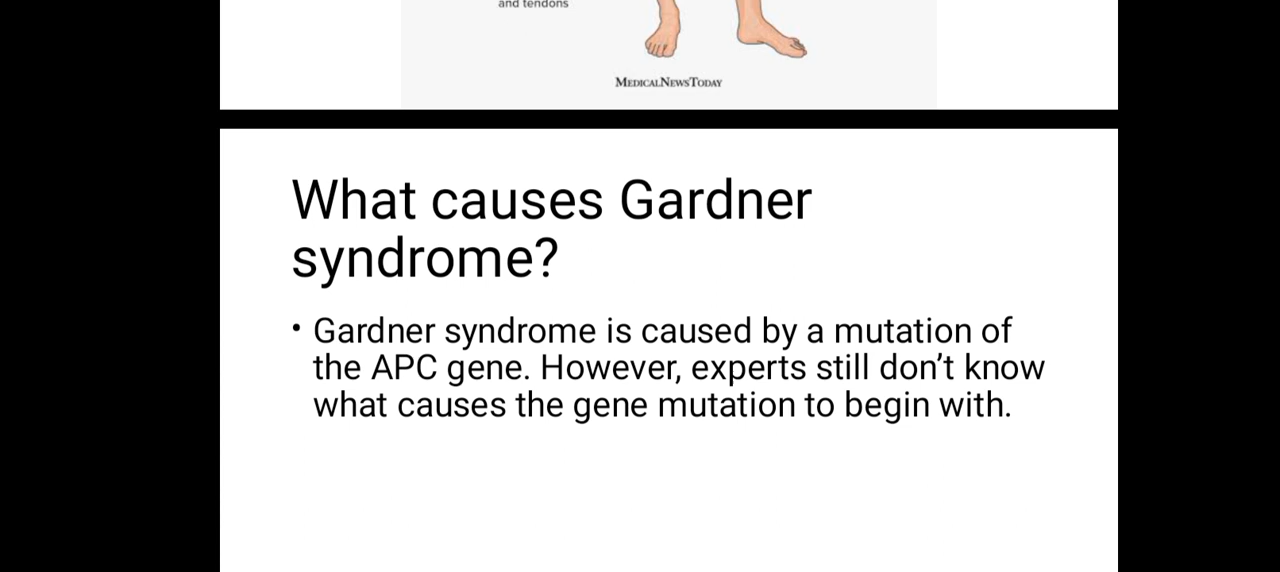 and tendons
MEDICALNEWSTODAY
What causes Gardner
syndrome?
• Gardner syndrome is caused by a mutation of
the APC gene. However, experts still don’t know
what causes the gene mutation to begin with.